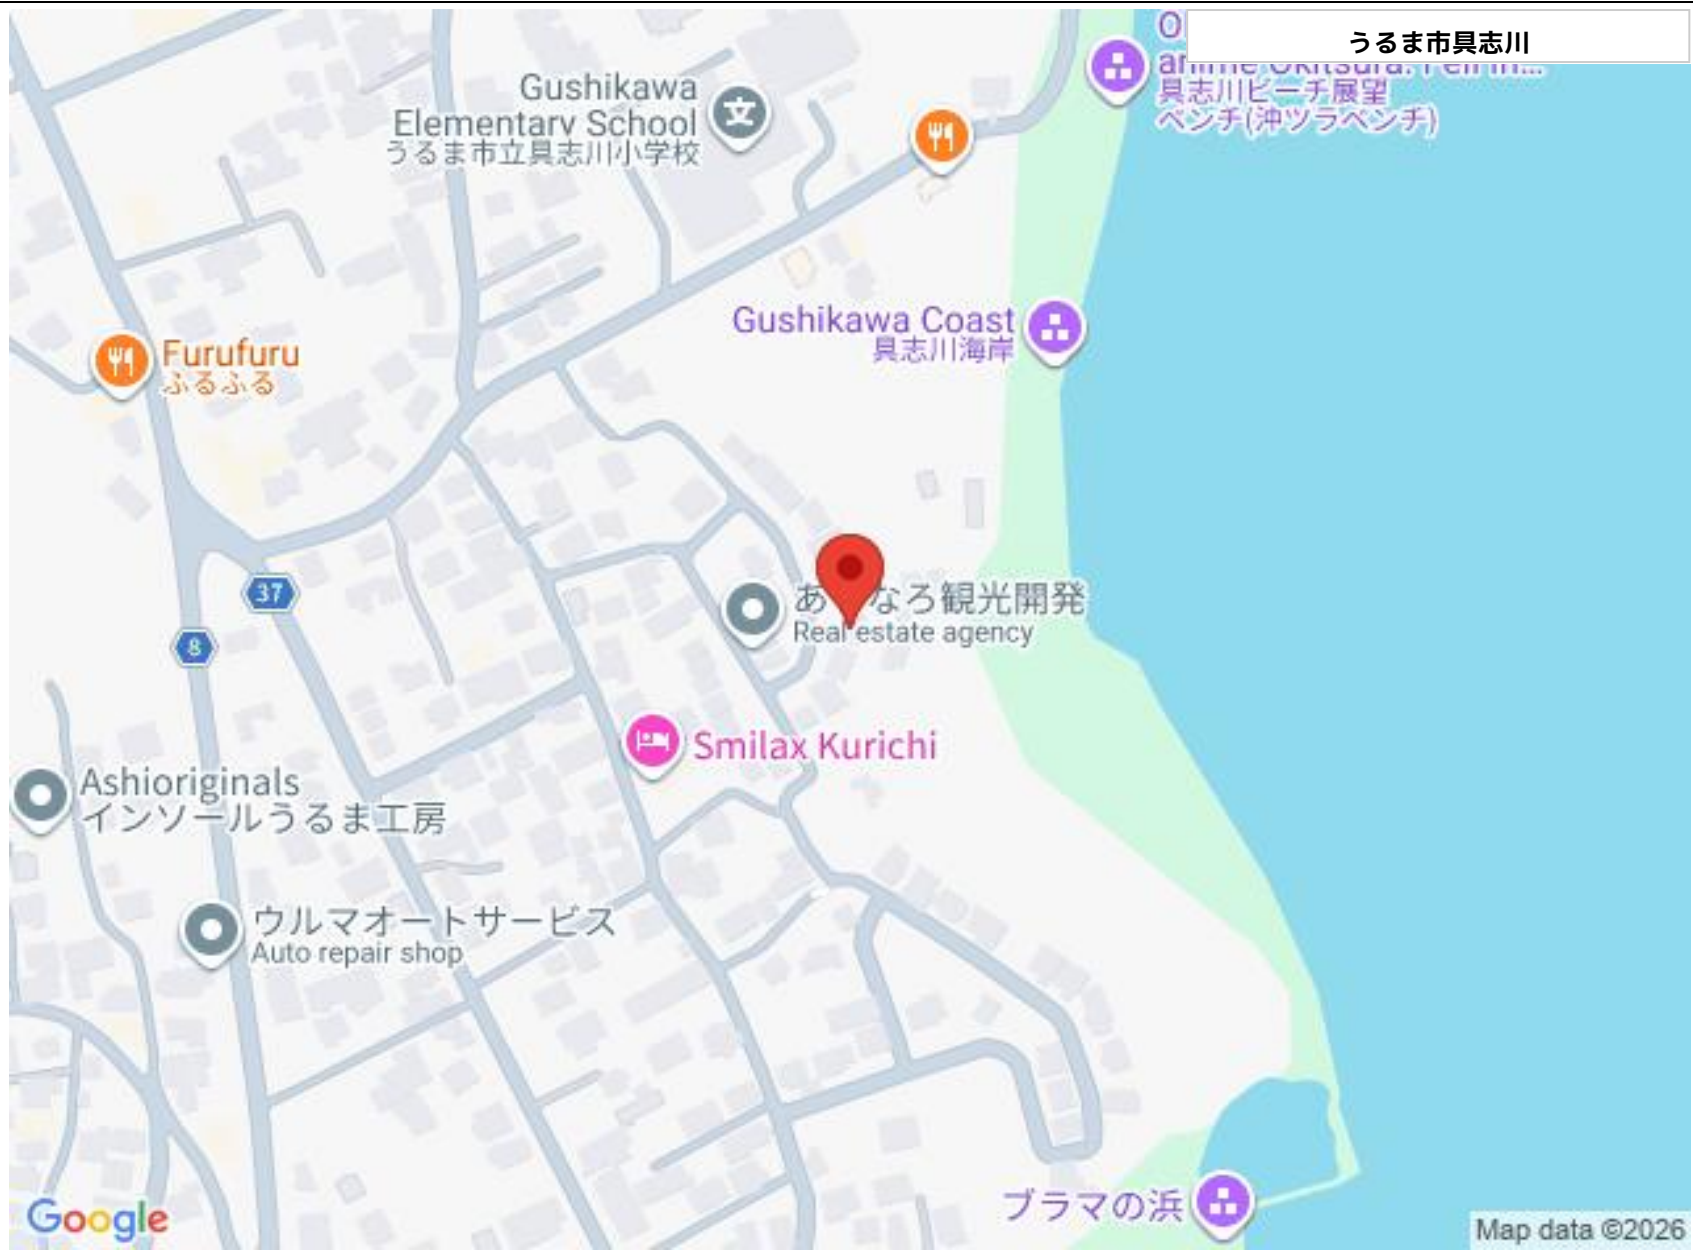 うるま市具志川
具志川ビーチ展望
ベンチ(沖ツラベンチ)
Gushikawa
Elementary School
うるま市立具志川小学校
Gushikawa Coast
具志川海岸
Furufuru
ふるふる
37
8
なろ観光開発
Real estate agency
Smilax Kurichi
Ashioriginals
インソールうるま工房
ウルマオートサービス
Auto repair shop
ブラマの浜
Google
Map data ©2026